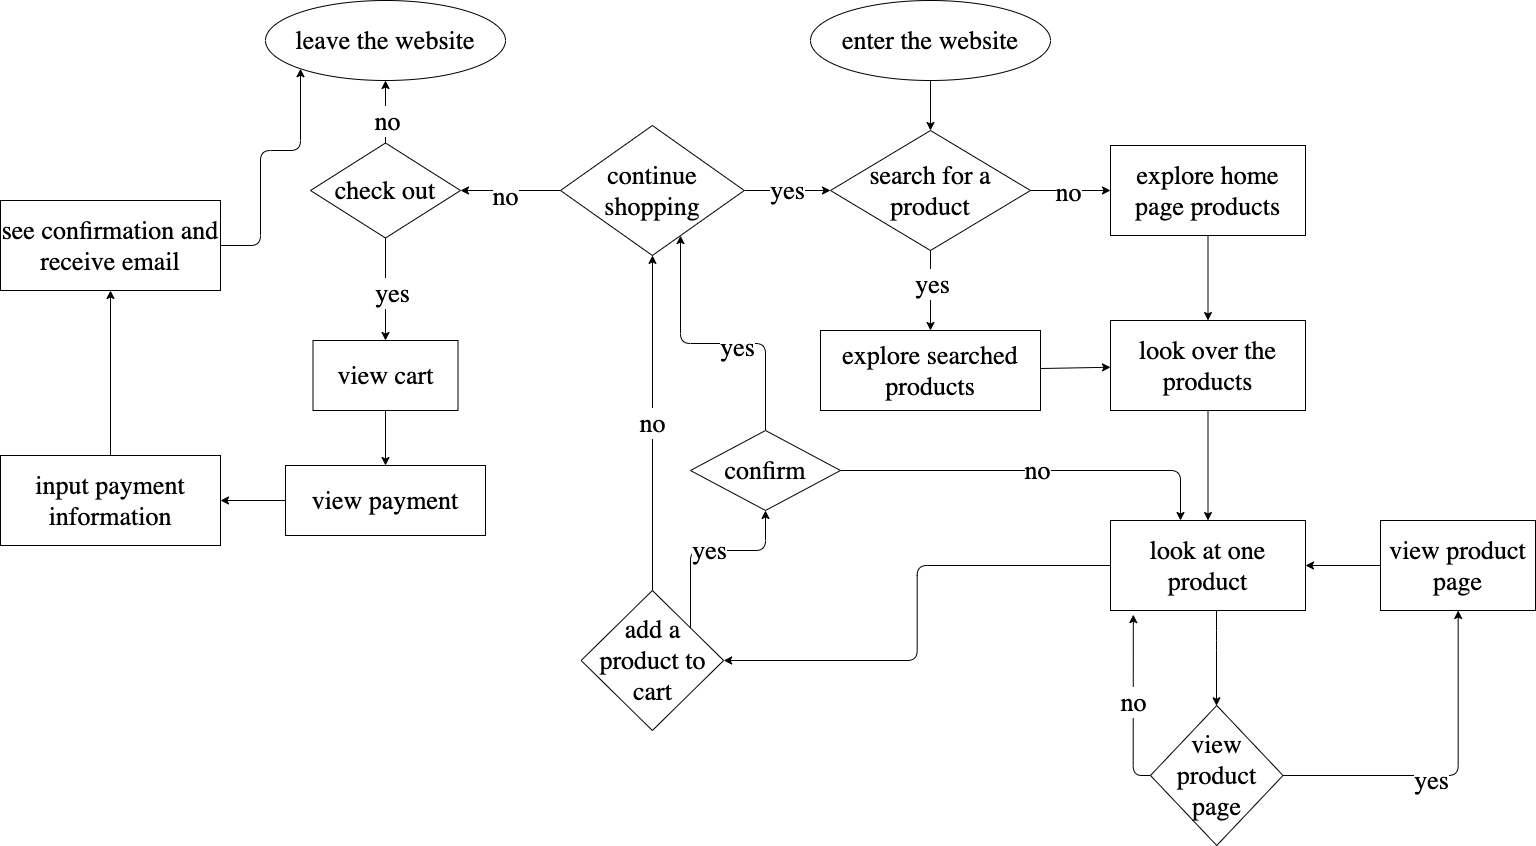 leave the website
enter the website
no
check out
no
continue
shopping
yes
search for a
product
no
explore home
page products
see confirmation and
receive email
yes
yes
view cart
explore searched
products
look over the
products
yes
no
confirm
no
input payment
information
view payment
yes
look at one
product
view product
page
add a
product to
cart
no
view
product
page
yes